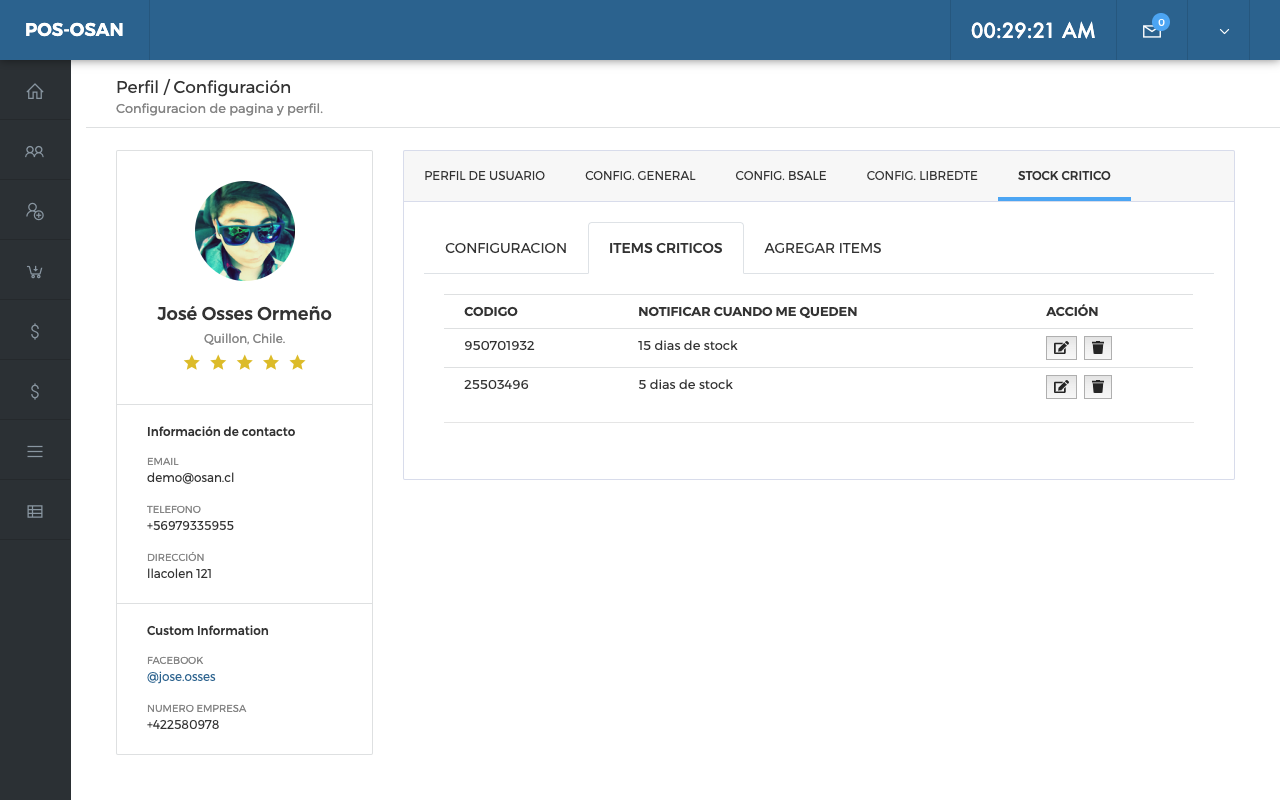 POS-OSAN
00:29:21 AM
0
Perfil / Configuración
Configuracion de pagina y perfil.
José Osses Ormeño
Quillon, Chile.
Información de contacto
EMAIL
demo@osan.cl
TELEFONO
+56979335955
DIRECCIÓN
llacolen 121
Custom Information
FACEBOOK
@jose.osses
NUMERO EMPRESA
+422580978
PERFIL DE USUARIO CONFIG. GENERAL CONFIG. BSALE CONFIG. LIBREDTE STOCK CRITICO
CONFIGURACION ITEMS CRITICOS AGREGAR ITEMS
CODIGO NOTIFICAR CUANDO ME QUEDEN ACCIÓN
950701932 15 dias de stock
25503496 5 dias de stock